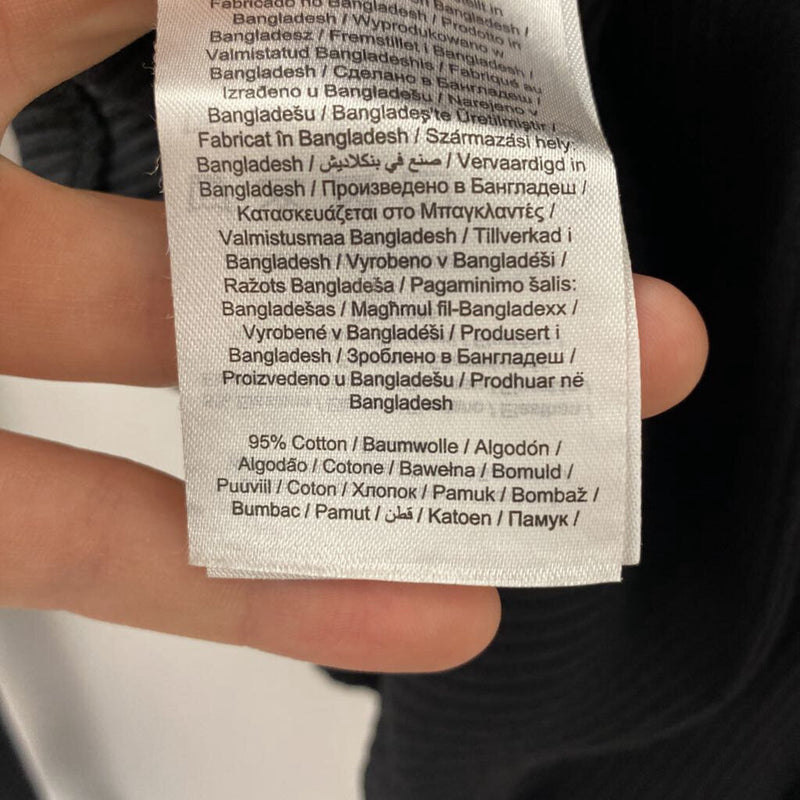 Fabricado no Bangladesh
Bangladesh / Wyprodukowano w
Bangladesz / Fremstillet i Bangladesh /
Valmistatud Bangladeshis / Fabriqué au
Bangladesh / Сделано в Бангладеш /
Izrađeno u Bangladešu / Narejeno v
Bangladešu / Bangladeş'te Üretilmiştir /
Fabricat în Bangladesh / Származási hely:
Bangladesh / صنع في بنكلاديش / Vervaardigd in
Bangladesh / Произведено в Бангладеш /
Κατασκευάζεται στο Μπαγκλαντές /
Valmistusmaa Bangladesh / Tillverkad i
Bangladesh / Vyrobeno v Bangladéši /
Ražots Bangladeša / Pagaminimo šalis:
Bangladešas / Magħmul fil-Bangladexx /
Vyrobené v Bangladéši / Produsert i
Bangladesh / Зроблено в Бангладеш /
Proizvedeno u Bangladešu / Prodhuar në
Bangladesh
95% Cotton / Baumwolle / Algodón /
Algodão / Cotone / Bawełna / Bomuld /
Puuvill / Coton / Хлопок / Pamuk / Bombaž /
Bumbac / Pamut / قطن / Katoen / Памук /